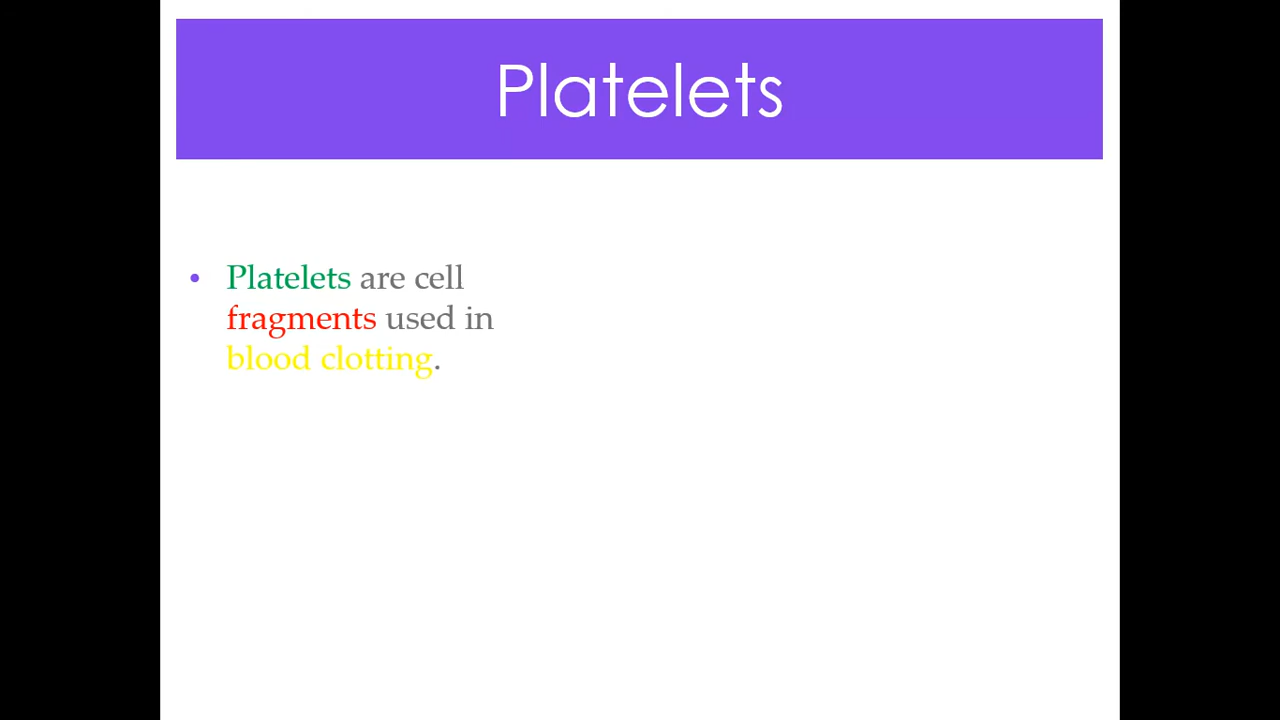 Platelets
• Platelets are cell
fragments used in
blood clotting.